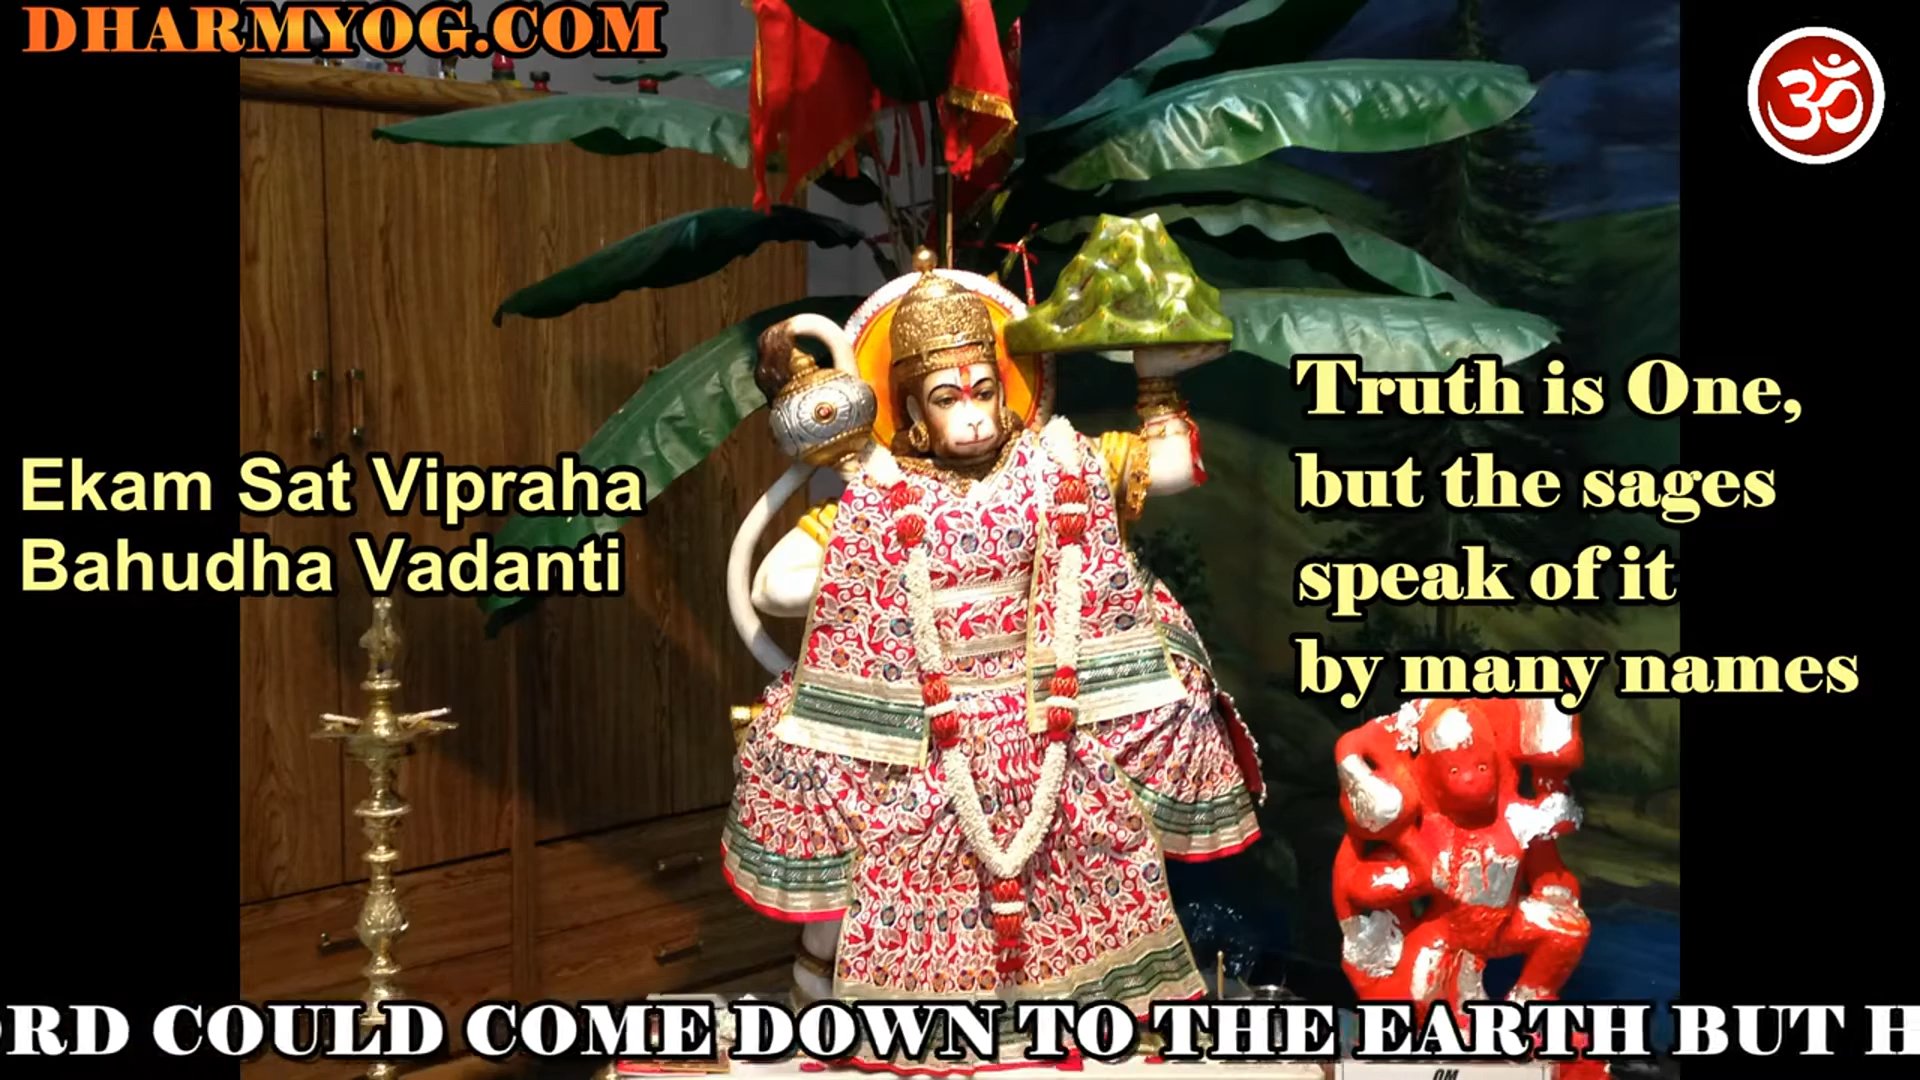 DHARMYOG.COM
ॐ
Ekam Sat Vipraha
Bahudha Vadanti
Truth is One,
but the sages
speak of it
by many names
RD COULD COME DOWN TO THE EARTH BUT H
OM